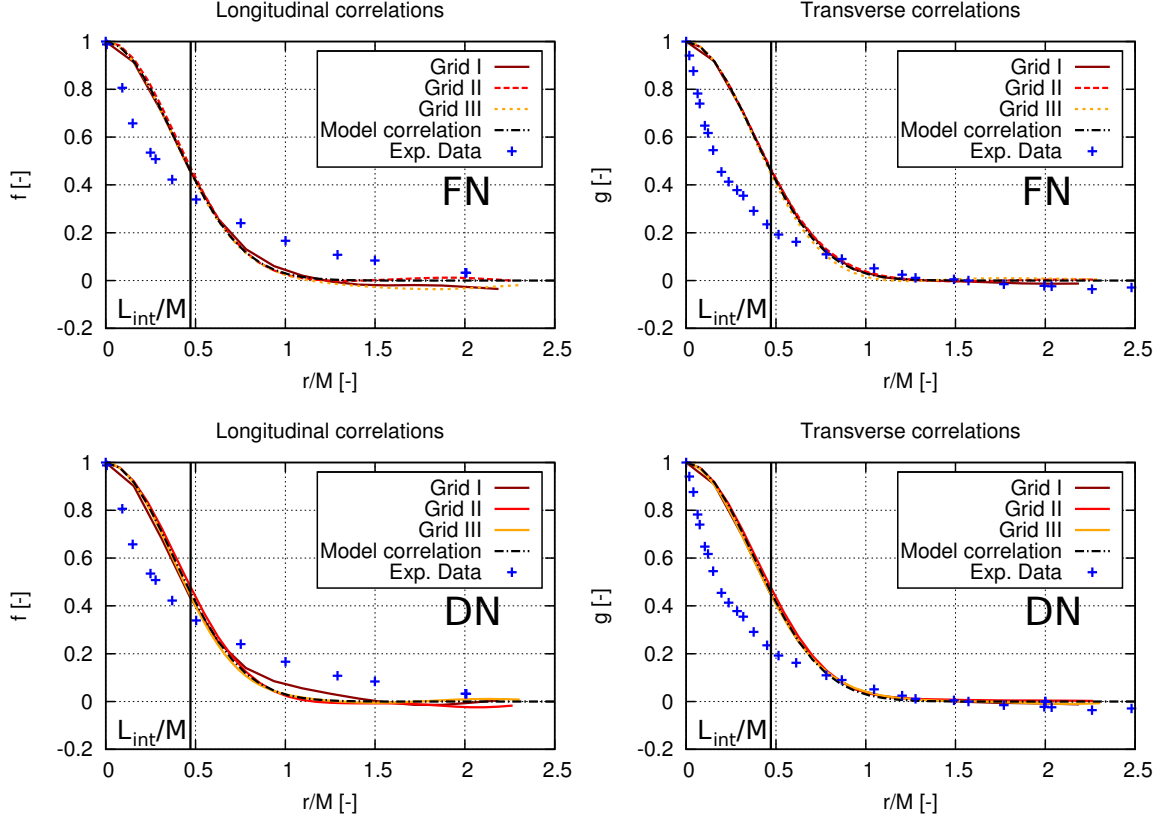 Longitudinal correlations
1
0.8
0.6
0.4
0.2
0
-0.2
f [-]
Grid I
Grid II
Grid III
Model correlation
Exp. Data
FN
L_int/M
0 0.5 1 1.5 2 2.5
r/M [-]
Transverse correlations
1
0.8
0.6
0.4
0.2
0
-0.2
g [-]
Grid I
Grid II
Grid III
Model correlation
Exp. Data
FN
L_int/M
0 0.5 1 1.5 2 2.5
r/M [-]
Longitudinal correlations
1
0.8
0.6
0.4
0.2
0
-0.2
f [-]
Grid I
Grid II
Grid III
Model correlation
Exp. Data
DN
L_int/M
0 0.5 1 1.5 2 2.5
r/M [-]
Transverse correlations
1
0.8
0.6
0.4
0.2
0
-0.2
g [-]
Grid I
Grid II
Grid III
Model correlation
Exp. Data
DN
L_int/M
0 0.5 1 1.5 2 2.5
r/M [-]